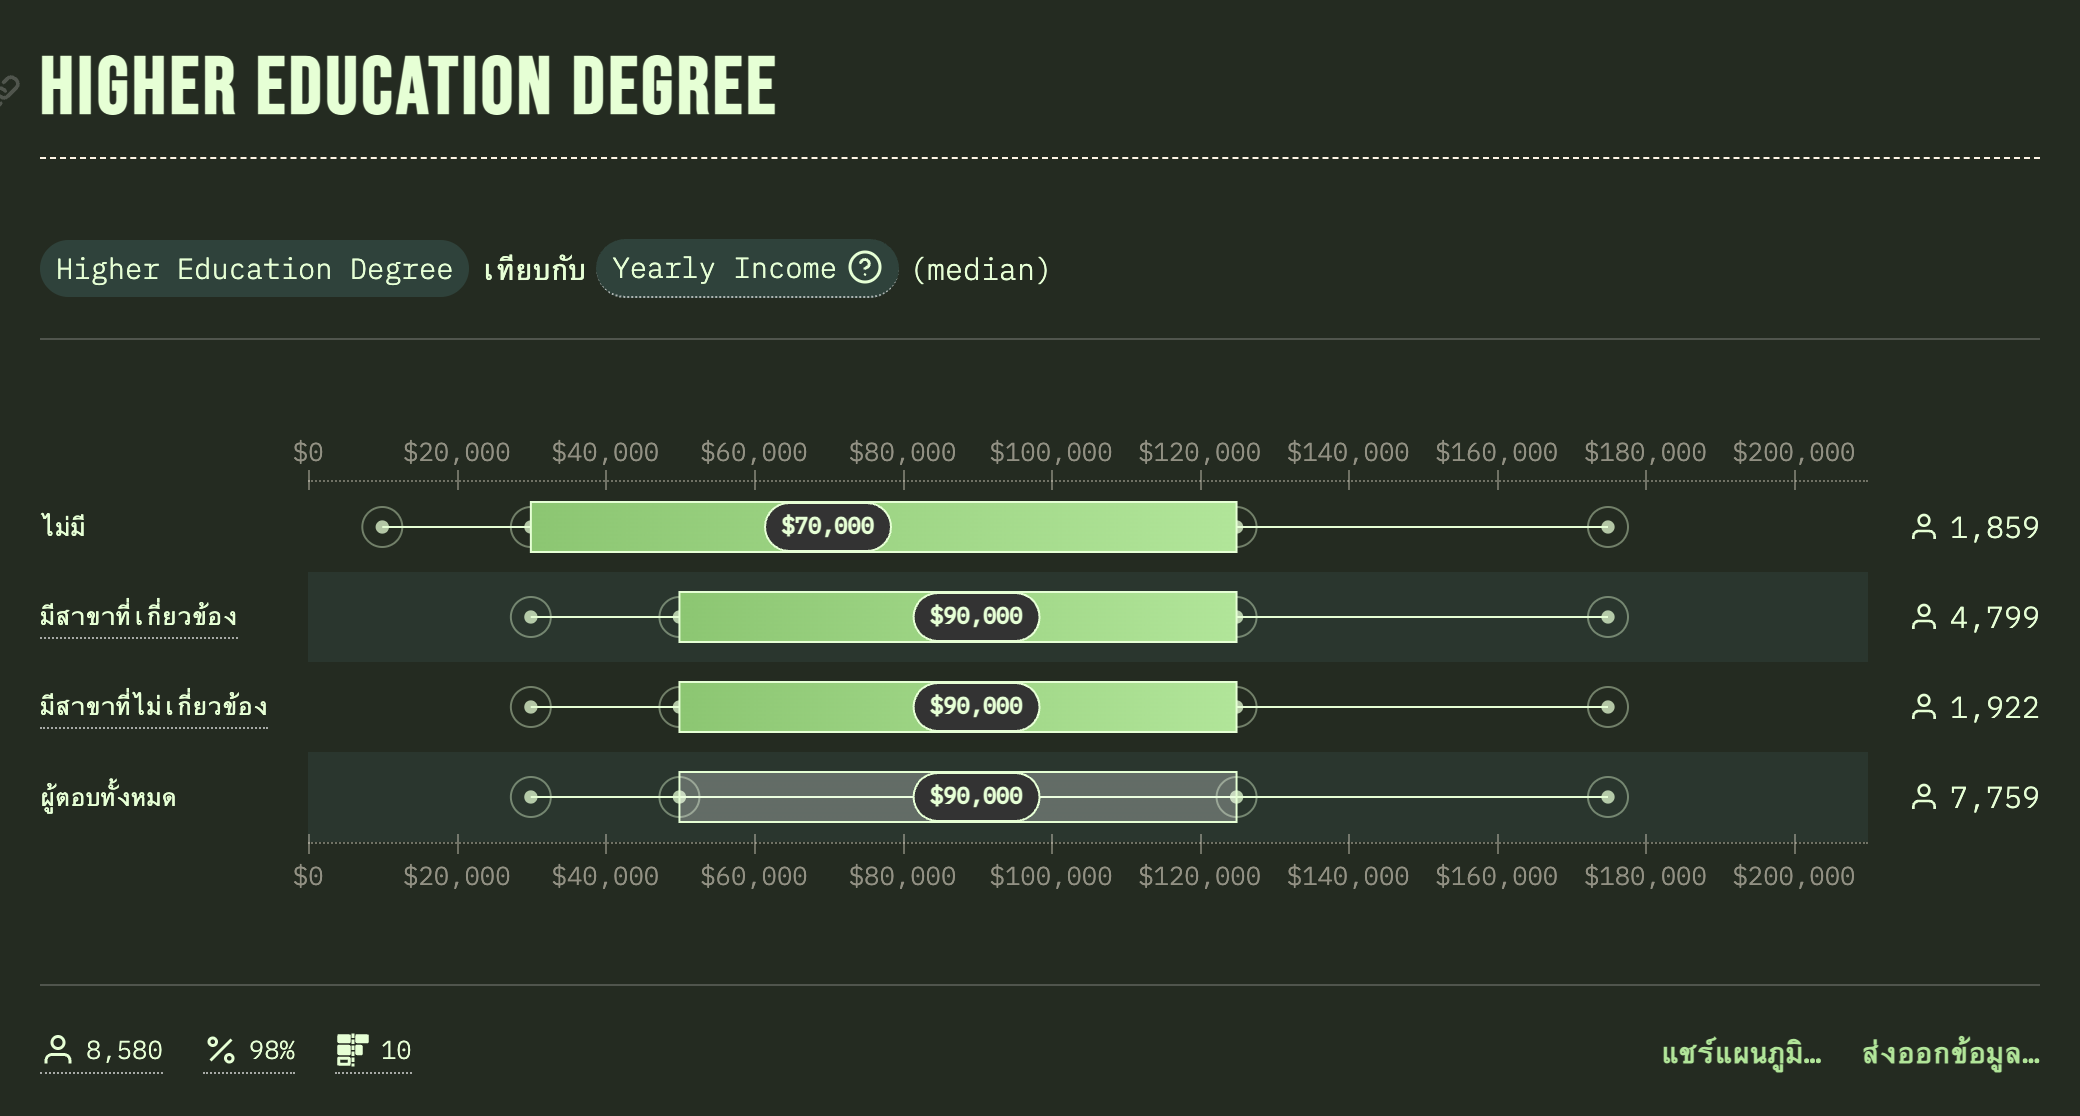 HIGHER EDUCATION DEGREE
Higher Education Degree เทียบกับ Yearly Income (median)
$0 $20,000 $40,000 $60,000 $80,000 $100,000 $120,000 $140,000 $160,000 $180,000 $200,000
ไม่มี $70,000 1,859
มีสาขาที่เกี่ยวข้อง $90,000 4,799
มีสาขาที่ไม่เกี่ยวข้อง $90,000 1,922
ผู้ตอบทั้งหมด $90,000 7,759
$0 $20,000 $40,000 $60,000 $80,000 $100,000 $120,000 $140,000 $160,000 $180,000 $200,000
8,580 98% 10 แชร์แผนภูมิ… ส่งออกข้อมูล…